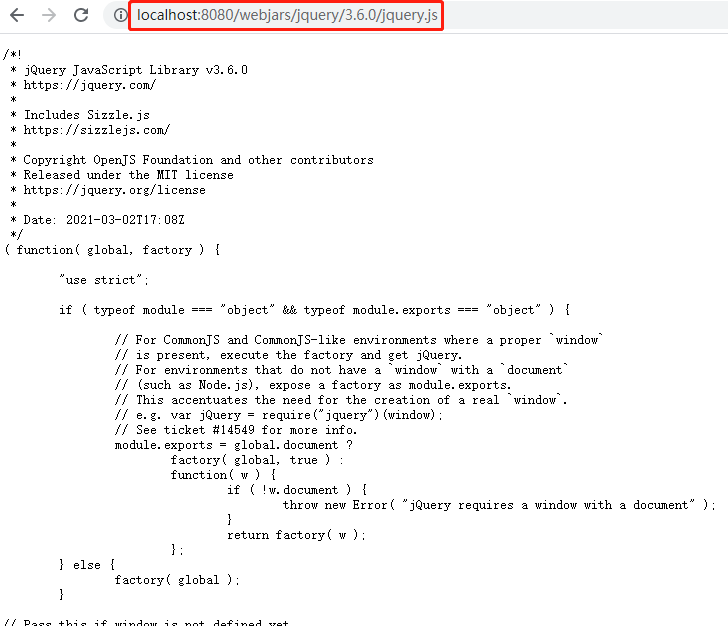 localhost:8080/webjars/jquery/3.6.0/jquery.js
/*!
 * jQuery JavaScript Library v3.6.0
 * https://jquery.com/
 *
 * Includes Sizzle.js
 * https://sizzlejs.com/
 *
 * Copyright OpenJS Foundation and other contributors
 * Released under the MIT license
 * https://jquery.org/license
 *
 * Date: 2021-03-02T17:08Z
 */
( function( global, factory ) {
"use strict";
if ( typeof module === "object" && typeof module.exports === "object" ) {
// For CommonJS and CommonJS-like environments where a proper `window`
// is present, execute the factory and get jQuery.
// For environments that do not have a `window` with a `document`
// (such as Node.js), expose a factory as module.exports.
// This accentuates the need for the creation of a real `window`.
// e.g. var jQuery = require("jquery")(window);
// See ticket #14549 for more info.
module.exports = global.document ?
factory( global, true ) :
function( w ) {
if ( !w.document ) {
throw new Error( "jQuery requires a window with a document" );
}
return factory( w );
};
} else {
factory( global );
}
// Pass this if window is not defined yet